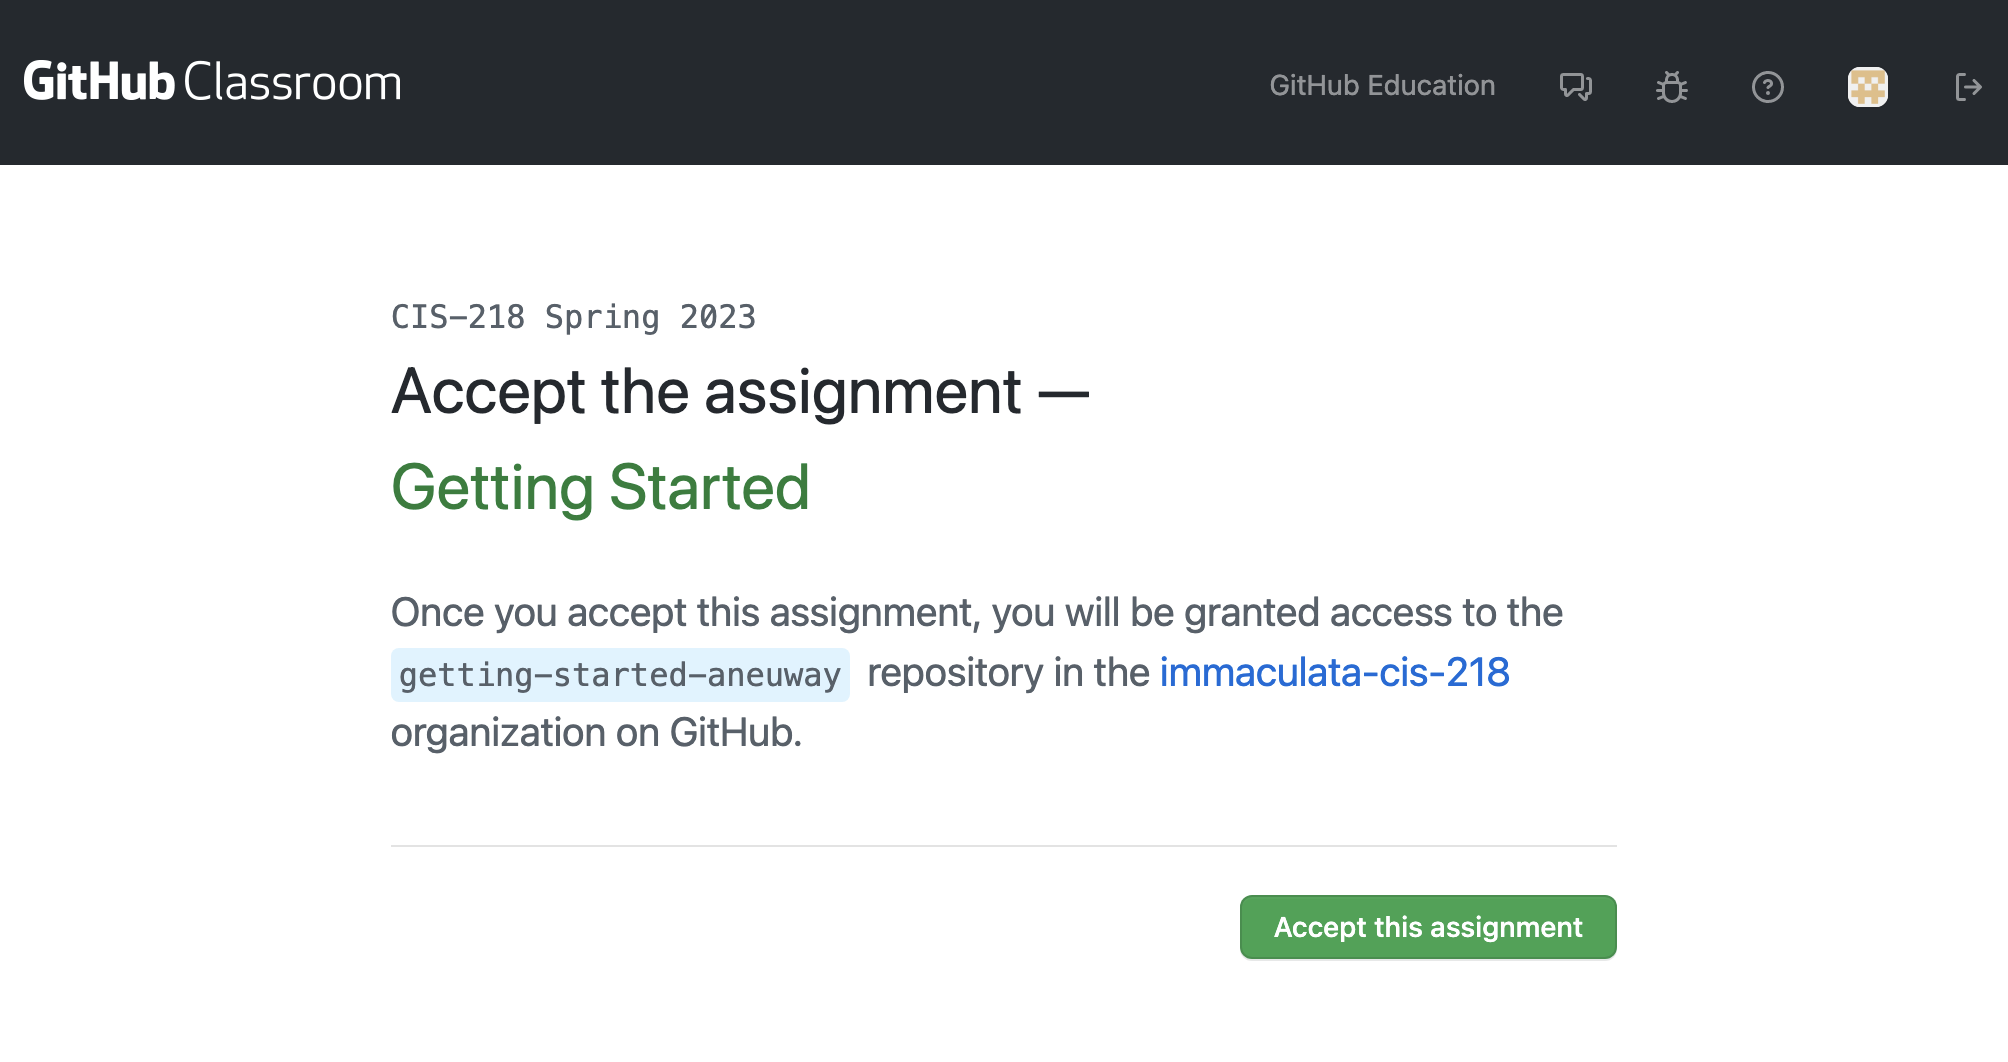 GitHub Classroom
GitHub Education
CIS-218 Spring 2023
Accept the assignment —
Getting Started
Once you accept this assignment, you will be granted access to the
getting-started-aneuway repository in the immaculata-cis-218
organization on GitHub.
Accept this assignment